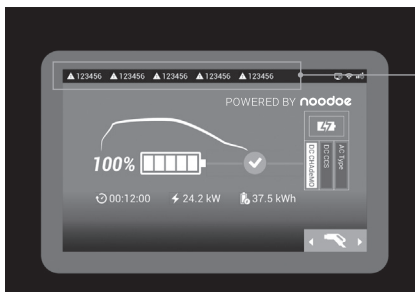 123456 123456 123456 123456 123456
POWERED BY noodoe
100%
DC CHAdeMO
DC CCS
AC Type
00:12:00 24.2 kW 37.5 kWh